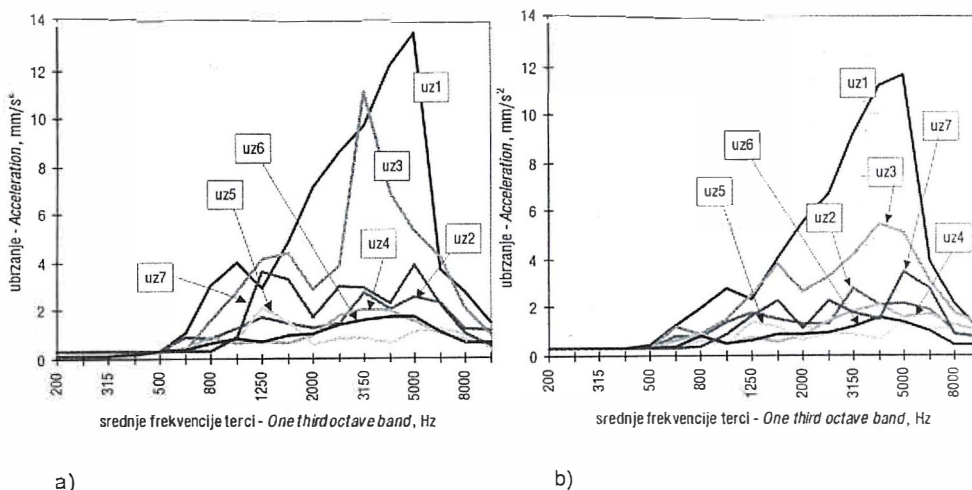 14
12
10
8
6
4
2
0
ubrzanje - Acceleration, mm/s²
uz1
uz6
uz3
uz5
uz4
uz2
uz7
200
315
500
800
1250
2000
3150
5000
8000
srednje frekvencije terci - One third octave band, Hz
a)
14
12
10
8
6
4
2
0
ubrzanje - Acceleration, mm/s²
uz1
uz7
uz6
uz3
uz5
uz2
uz4
200
315
500
800
1250
2000
3150
5000
8000
srednje frekvencije terci - One third octave band, Hz
b)